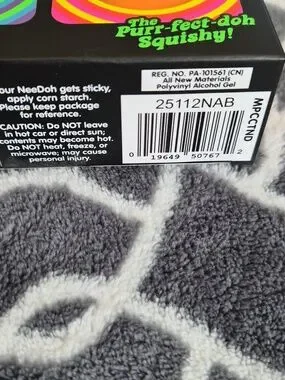 The
Purr-fect-doh
Squishy!
our NeeDoh gets sticky,
apply corn starch.
Please keep package
for reference.
CAUTION: Do NOT leave
in hot car or direct sun;
contents may become hot.
Do NOT heat, freeze, or
microwave; may cause
personal injury.
REG. NO. PA-101561 (CN)
All New Materials
Polyvinyl Alcohol Gel
25112NAB
0 19649 50767 2
MPCCTND